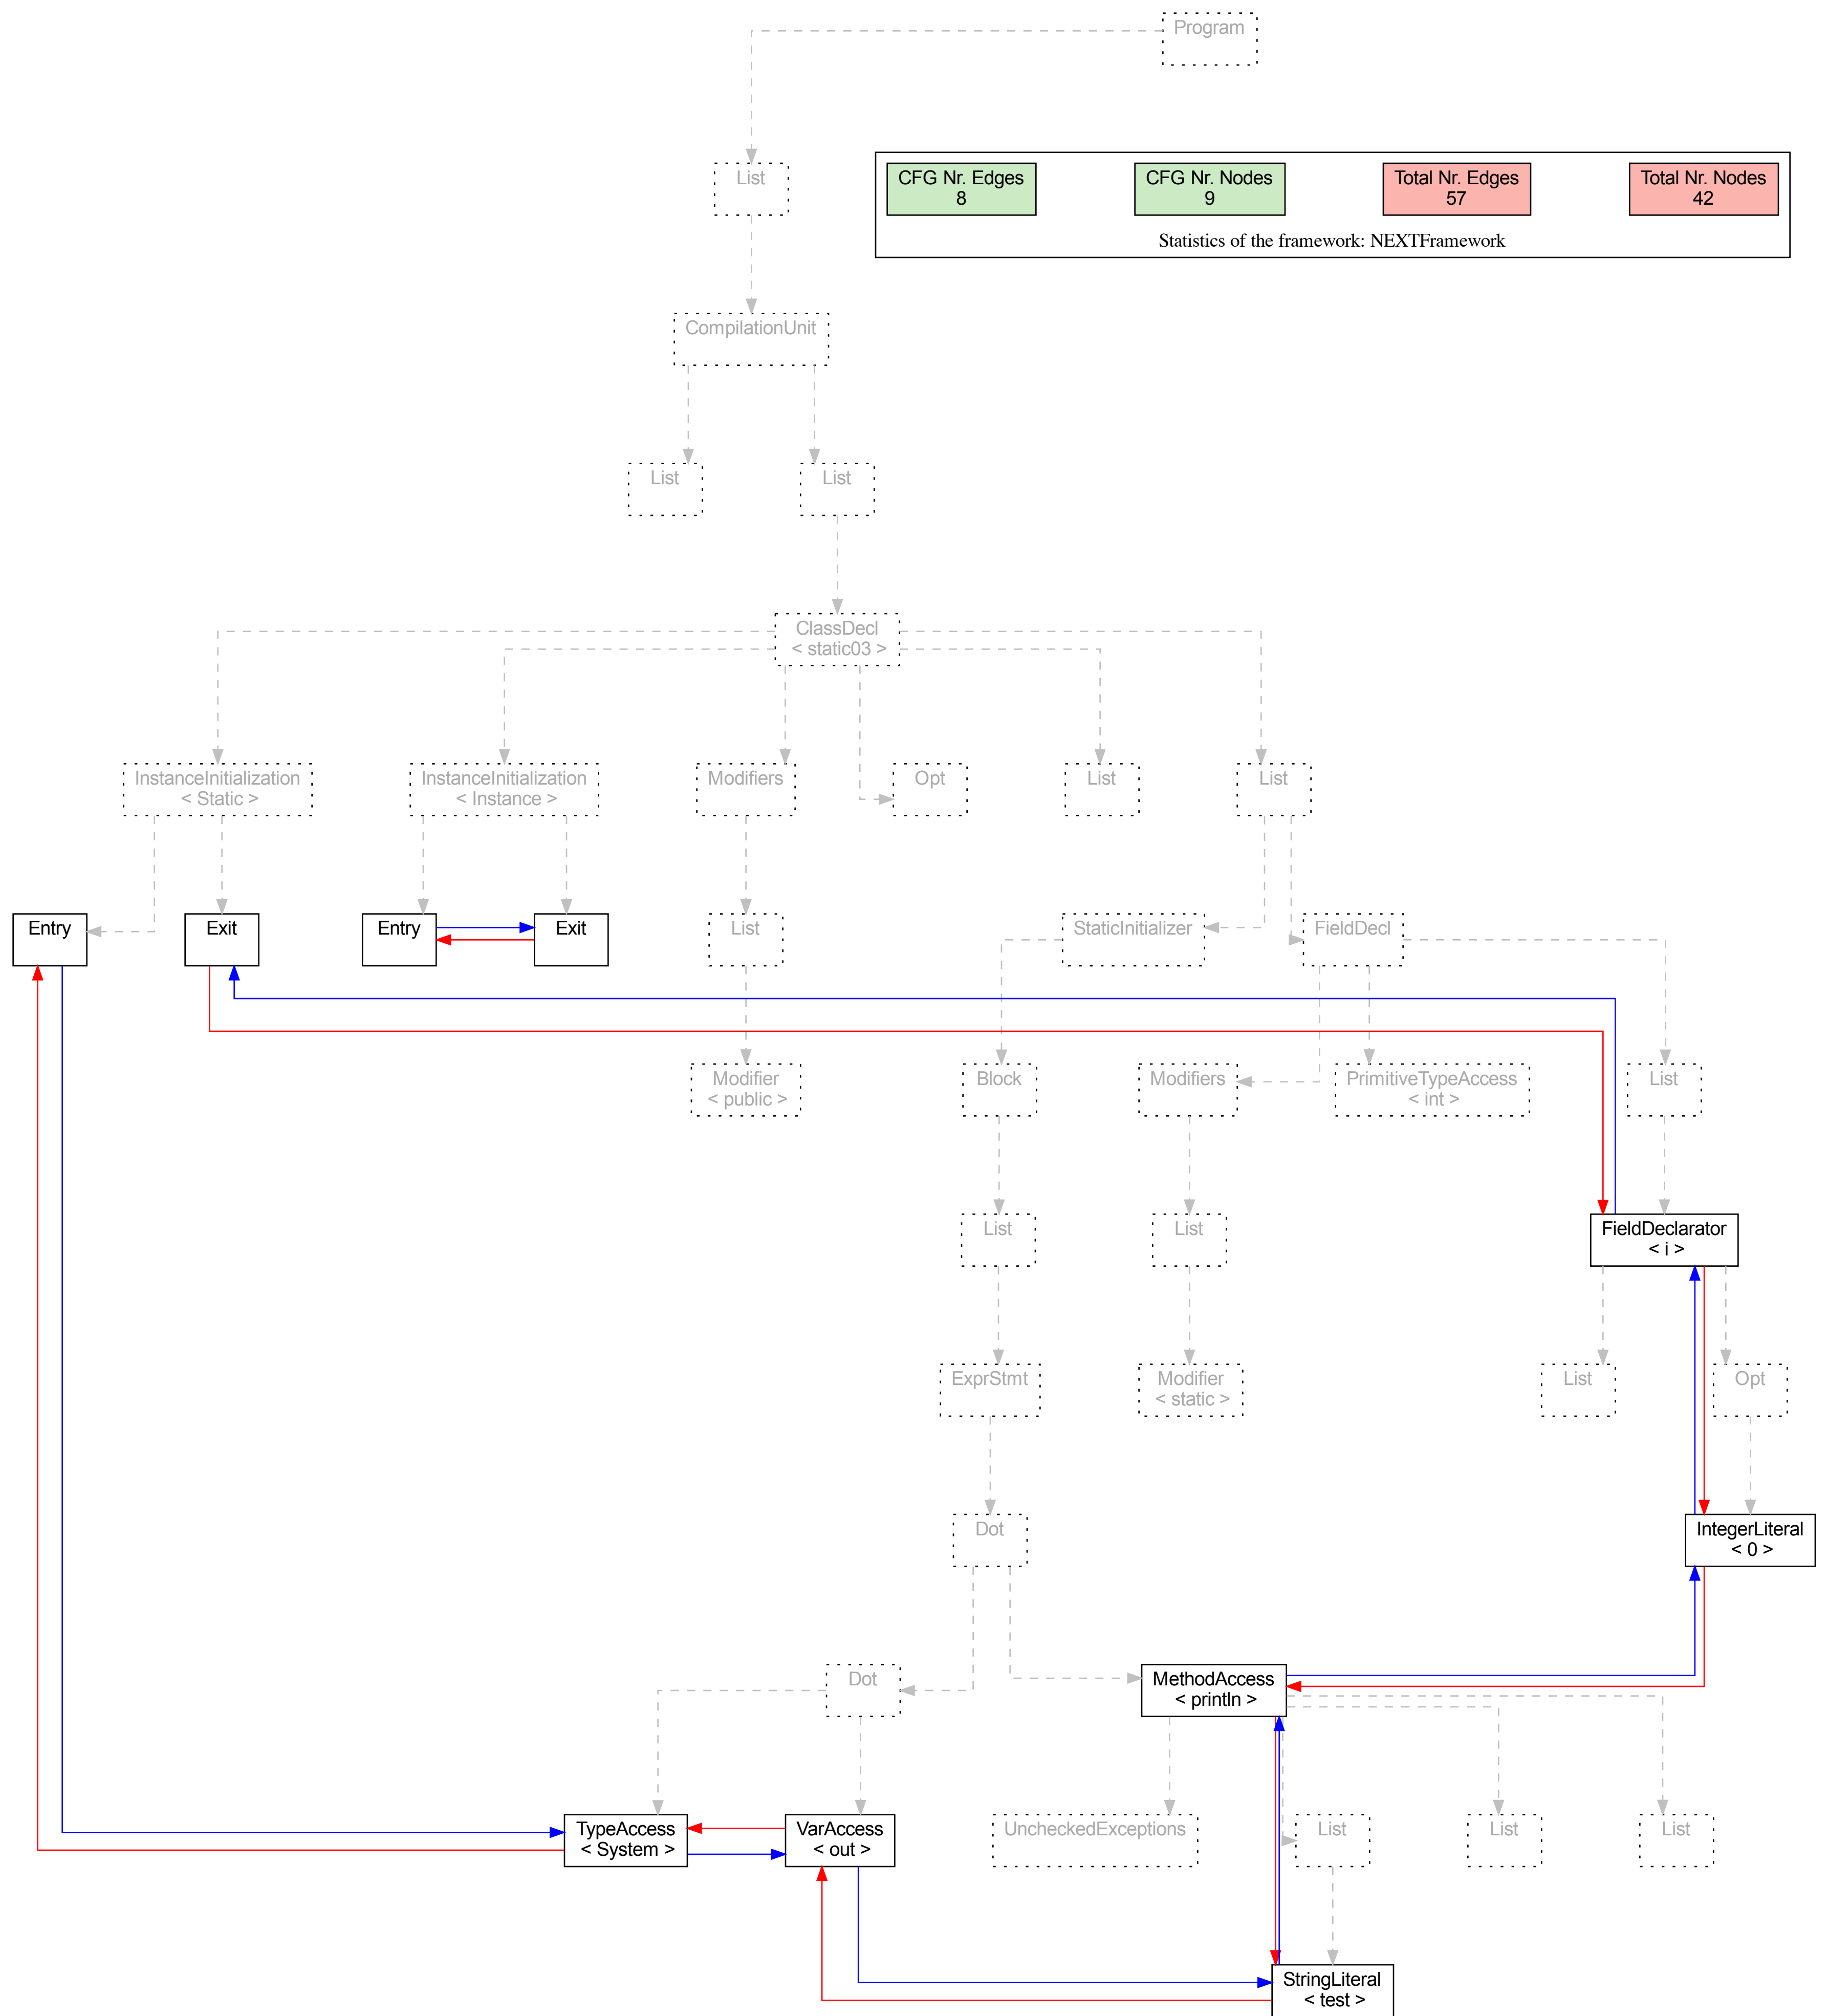 Program
List
CFG Nr. Edges
8
CFG Nr. Nodes
9
Total Nr. Edges
57
Total Nr. Nodes
42
Statistics of the framework: NEXTFramework
CompilationUnit
List
List
ClassDecl
< static03 >
InstanceInitialization
< Static >
InstanceInitialization
< Instance >
Modifiers
Opt
List
List
Entry
Exit
Entry
Exit
List
StaticInitializer
FieldDecl
Modifier
< public >
Block
Modifiers
PrimitiveTypeAccess
< int >
List
List
List
FieldDeclarator
< i >
ExprStmt
Modifier
< static >
List
Opt
Dot
IntegerLiteral
< 0 >
Dot
MethodAccess
< println >
TypeAccess
< System >
VarAccess
< out >
UncheckedExceptions
List
List
List
StringLiteral
< test >